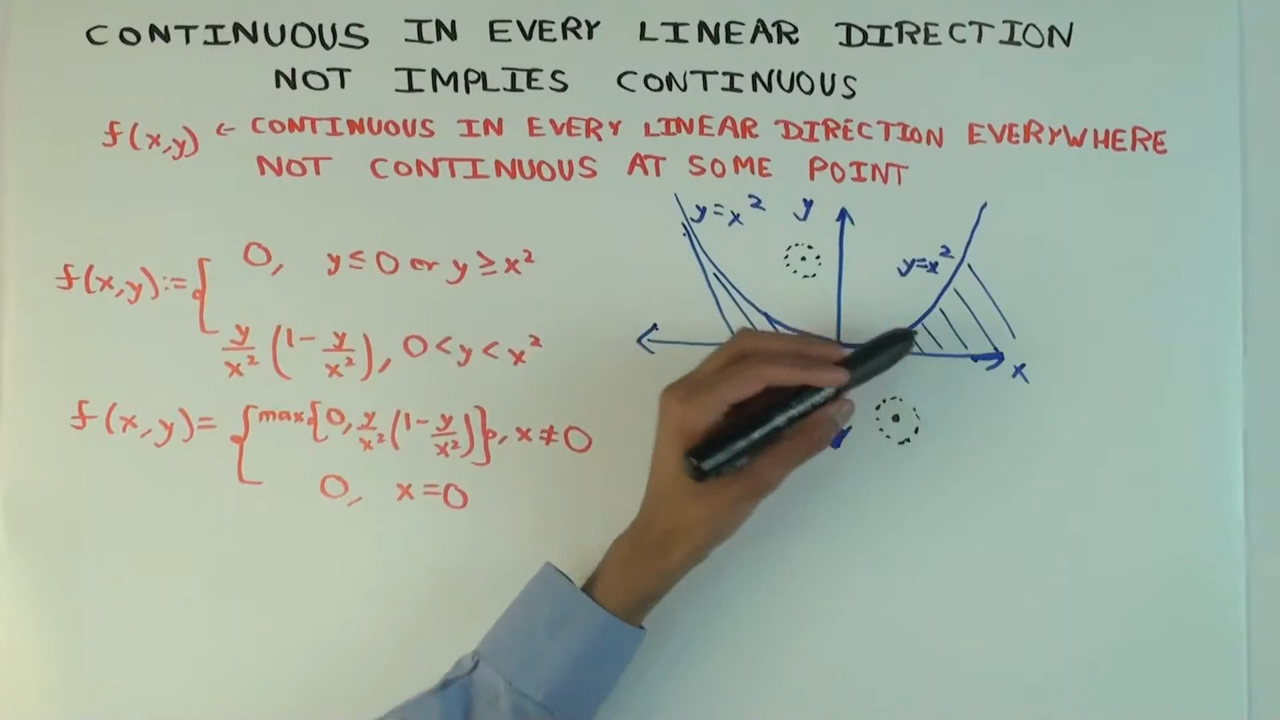 CONTINUOUS IN EVERY LINEAR DIRECTION
NOT IMPLIES CONTINUOUS
f(x,y) ← CONTINUOUS IN EVERY LINEAR DIRECTION EVERYWHERE
NOT CONTINUOUS AT SOME POINT
f(x,y):= { 0, y≤0 or y≥x²
y/x² (1 - y/x²), 0<y<x²
f(x,y)= { max{0, y/x² (1 - y/x²)}, x≠0
0, x=0
y=x² y
y=x²
x